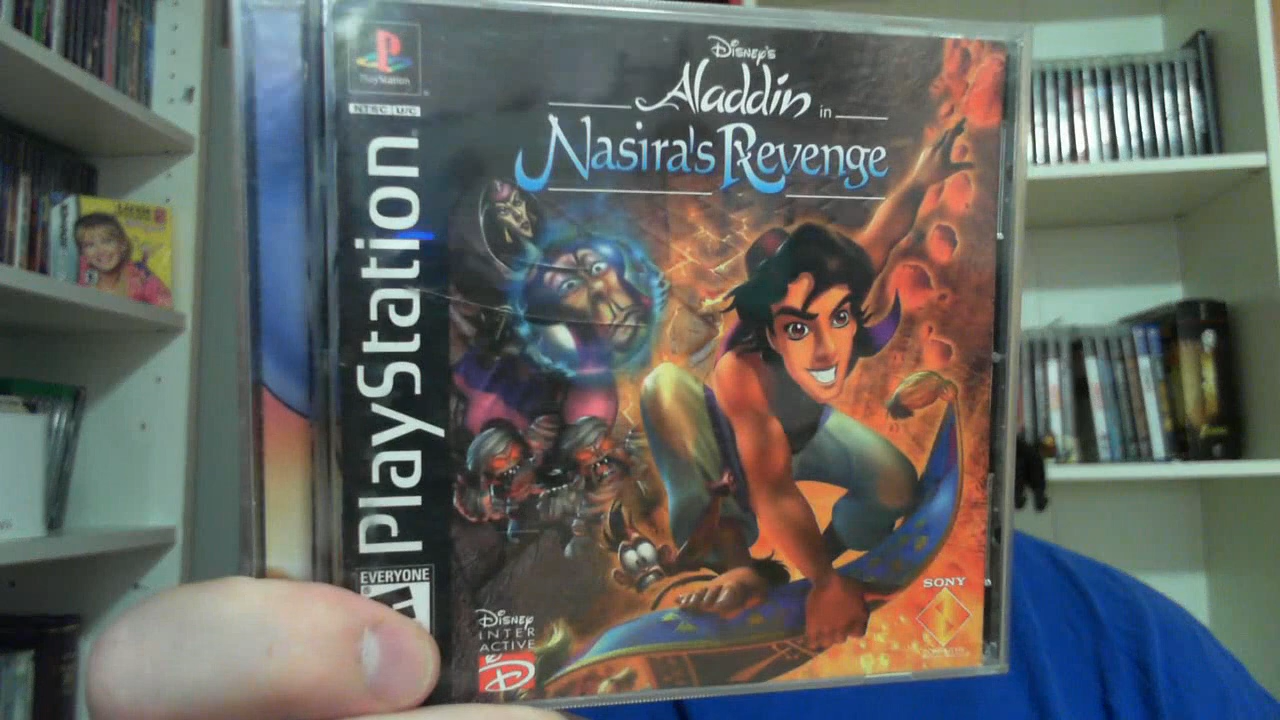 PlayStation
NTSC U/C
PlayStation
EVERYONE
Disney's
Aladdin in
Nasira's Revenge
Disney
INTER
ACTIVE
SONY